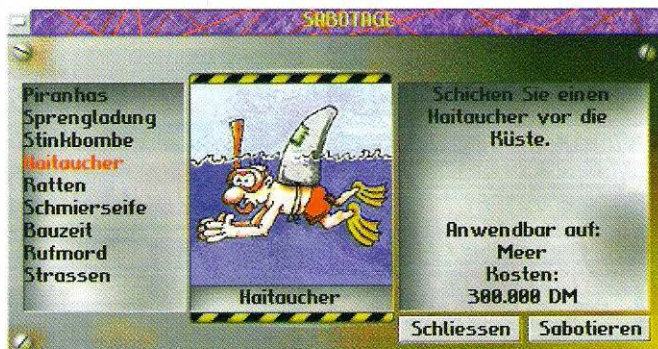 SABOTAGE
Piranhas
Sprengladung
Stinkbombe
Haitaucher
Ratten
Schmierseife
Bauzeit
Rufmord
Strassen
Haitaucher
Schicken Sie einen
Haitaucher vor die
Küste.
Anwendbar auf:
Meer
Kosten:
300.000 DM
Schliessen
Sabotieren